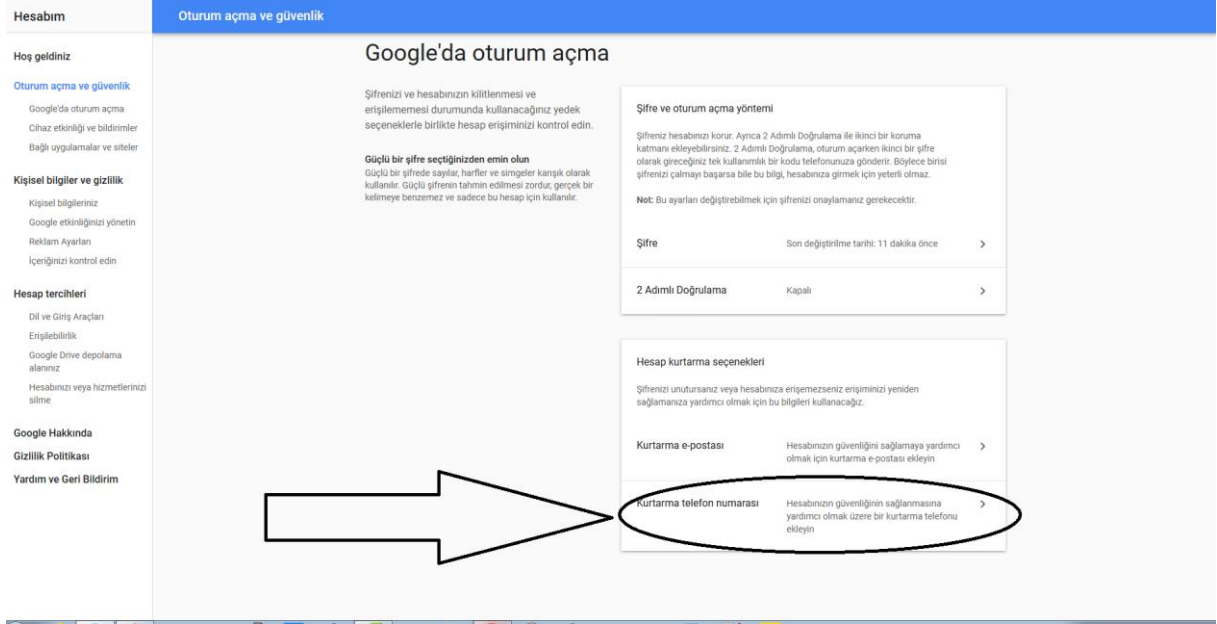 Hesabım
Oturum açma ve güvenlik
Hoş geldiniz
Oturum açma ve güvenlik
Google'da oturum açma
Cihaz etkinliği ve bildirimler
Bağlı uygulamalar ve siteler
Kişisel bilgiler ve gizlilik
Kişisel bilgileriniz
Google etkinliğinizi yönetin
Reklam Ayarları
İçeriğinizi kontrol edin
Hesap tercihleri
Dil ve Giriş Araçları
Erişilebilirlik
Google Drive depolama
alanınız
Hesabınızı veya hizmetlerinizi
silme
Google Hakkında
Gizlilik Politikası
Yardım ve Geri Bildirim
Google'da oturum açma
Şifrenizi ve hesabınızın kilitlenmesi ve
erişilememesi durumunda kullanacağınız yedek
seçeneklerle birlikte hesap erişiminizi kontrol edin.
Güçlü bir şifre seçtiğinizden emin olun
Güçlü bir şifrede sayılar, harfler ve simgeler karışık olarak
kullanılır. Güçlü şifrenin tahmin edilmesi zordur, gerçek bir
kelimeye benzemez ve sadece bu hesap için kullanılır.
Şifre ve oturum açma yöntemi
Şifreniz hesabınızı korur. Ayrıca 2 Adımlı Doğrulama ile ikinci bir koruma
katmanı ekleyebilirsiniz. 2 Adımlı Doğrulama, oturum açarken ikinci bir şifre
olarak gireceğiniz tek kullanımlık bir kodu telefonunuza gönderir. Böylece birisi
şifrenizi çalmayı başarsa bile bu bilgi, hesabınıza girmek için yeterli olmaz.
Not: Bu ayarları değiştirebilmek için şifrenizi onaylamanız gerekecektir.
Şifre Son değiştirilme tarihi: 11 dakika önce
2 Adımlı Doğrulama Kapalı
Hesap kurtarma seçenekleri
Şifrenizi unutursanız veya hesabınıza erişemezseniz erişiminizi yeniden
sağlamanıza yardımcı olmak için bu bilgileri kullanacağız.
Kurtarma e-postası Hesabınızın güvenliğini sağlamaya yardımcı
olmak için kurtarma e-postası ekleyin
Kurtarma telefon numarası Hesabınızın güvenliğinin sağlanmasına
yardımcı olmak üzere bir kurtarma telefonu
ekleyin